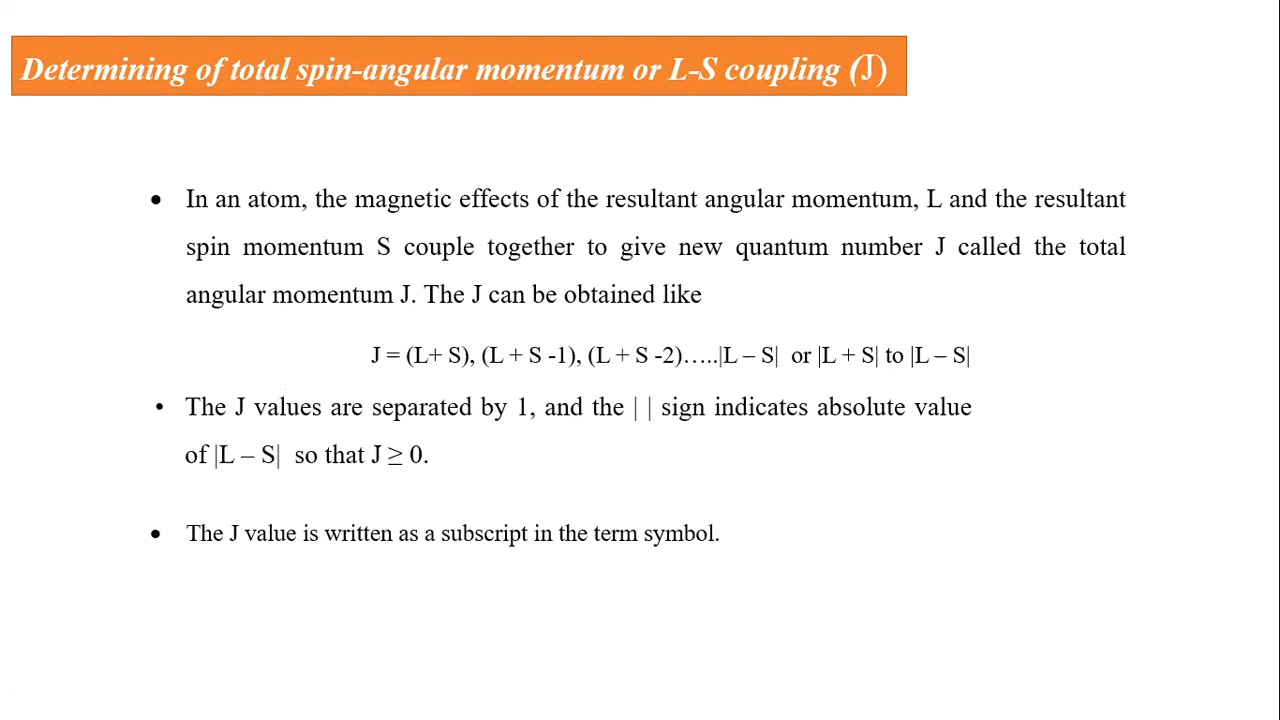 Determining of total spin-angular momentum or L-S coupling (J)
• In an atom, the magnetic effects of the resultant angular momentum, L and the resultant
spin momentum S couple together to give new quantum number J called the total
angular momentum J. The J can be obtained like
J = (L+ S), (L + S -1), (L + S -2)…..|L – S|  or |L + S| to |L – S|
• The J values are separated by 1, and the | | sign indicates absolute value
of |L – S|  so that J ≥ 0.
• The J value is written as a subscript in the term symbol.